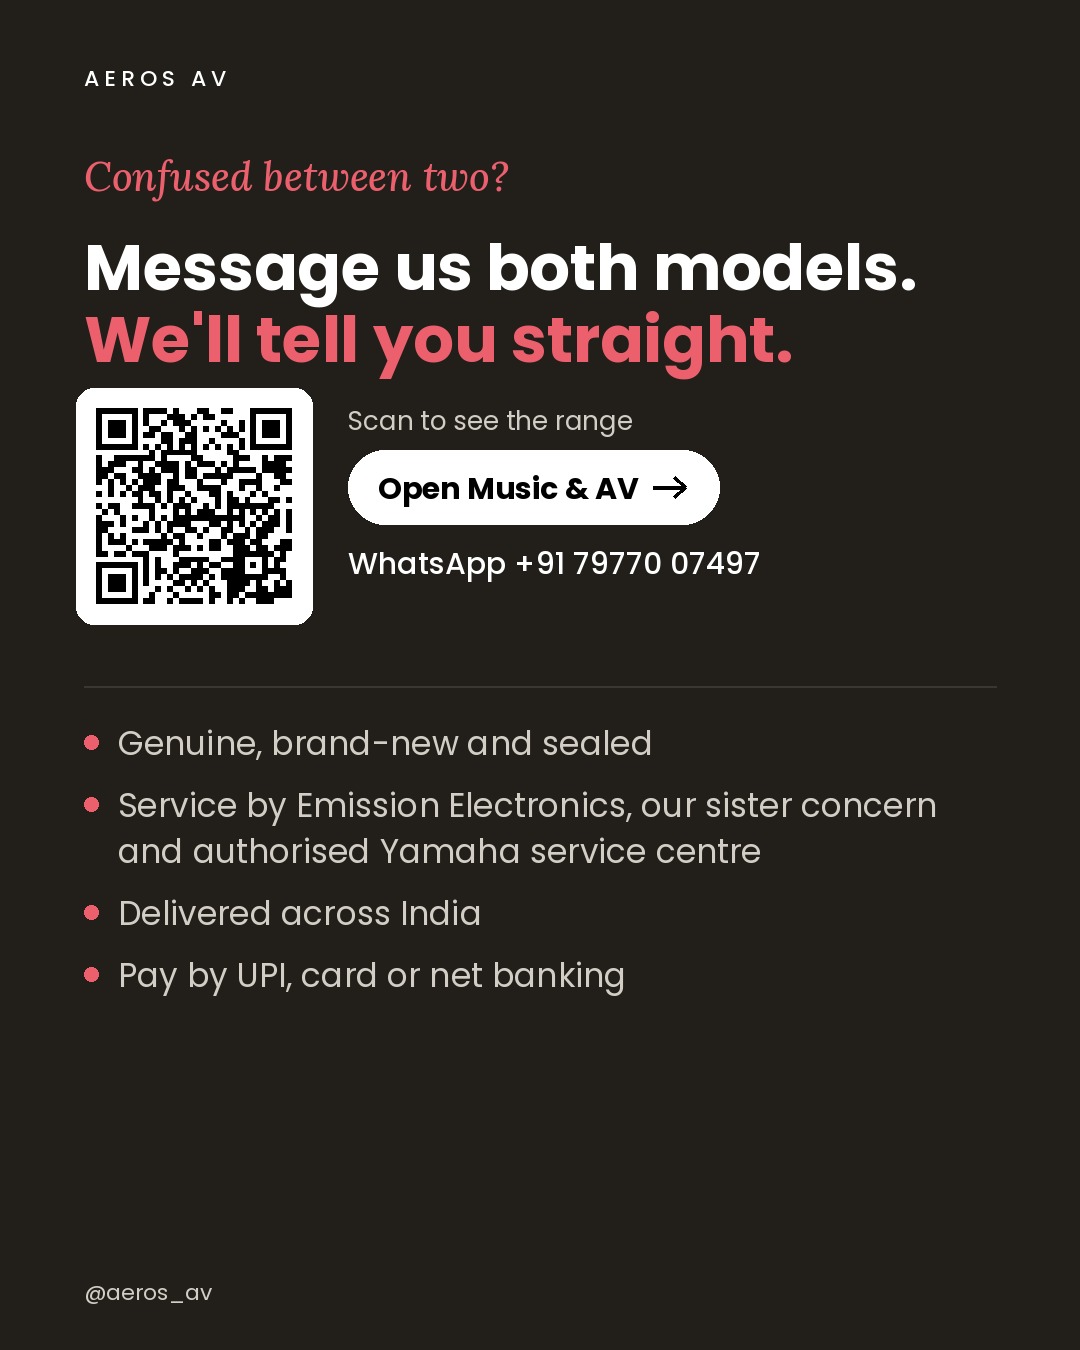 AEROS AV
Confused between two?
Message us both models.
We'll tell you straight.
Scan to see the range
Open Music & AV →
WhatsApp +91 79770 07497
Genuine, brand-new and sealed
Service by Emission Electronics, our sister concern
and authorised Yamaha service centre
Delivered across India
Pay by UPI, card or net banking
@aeros_av